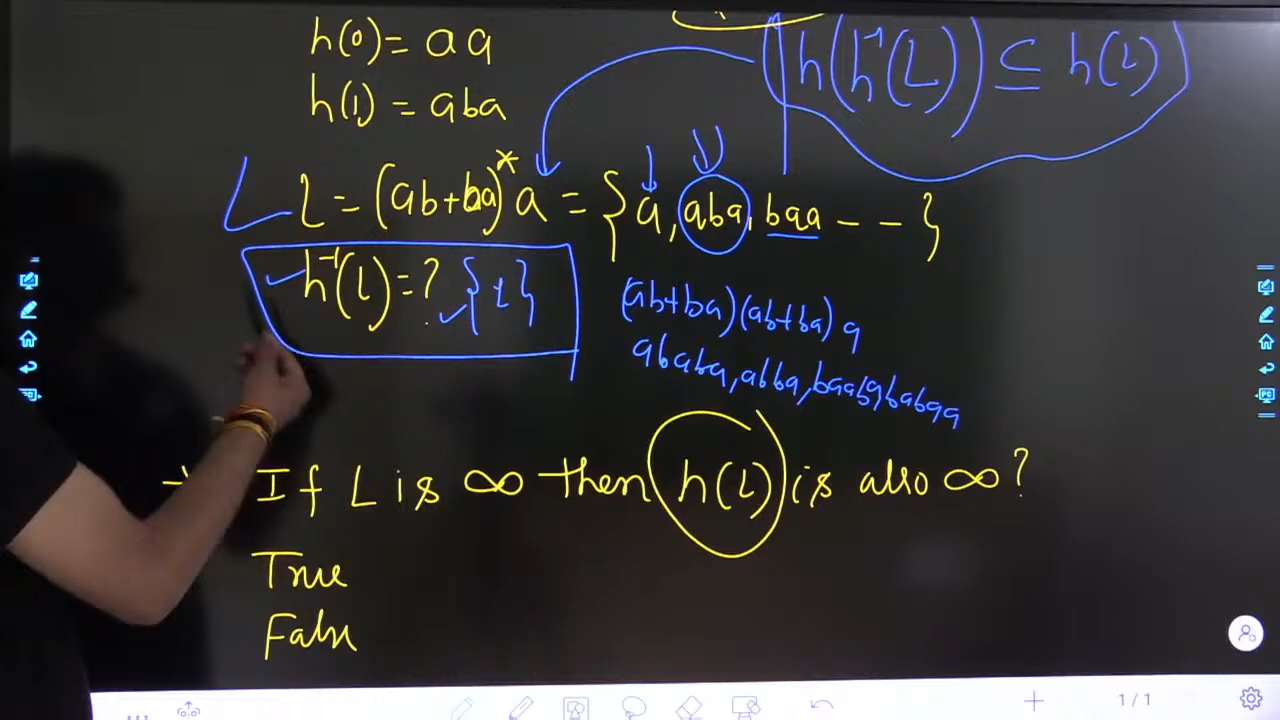 h(0) = aa
h(1) = aba
h(h⁻¹(L)) ⊆ h(L)
L = (ab+ba)* a = { a, aba, baa - - }
h⁻¹(L) = ? { 1 }
(ab+ba)(ab+ba) a
ababa, abba, baaba, babaa
→ If L is ∞ then h(L) is also ∞ ?
True
False
1/1